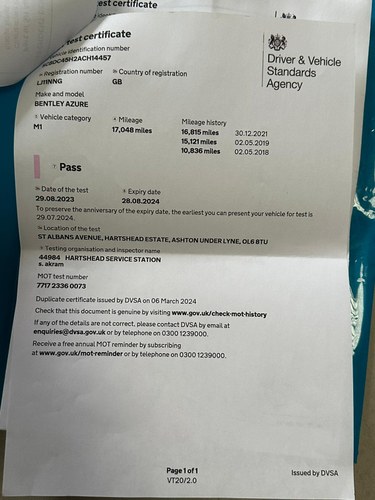 est certificate
test certificate
Driver & Vehicle
Standards
Agency
Vehicle identification number
Registration number
Country of registration
LJ11NNG
GB
Make and model
BENTLEY AZURE
Vehicle category
Mileage
Mileage history
M1
17,048 miles
16,815 miles 30.12.2021
15,121 miles 02.05.2019
10,836 miles 02.05.2018
Pass
Date of the test
Expiry date
29.08.2023
28.08.2024
To preserve the anniversary of the expiry date, the earliest you can present your vehicle for test is
29.07.2024.
Location of the test
ST ALBANS AVENUE, HARTSHEAD ESTATE, ASHTON UNDER LYNE, OL6 8TU
Testing organisation and inspector name
44984 HARTSHEAD SERVICE STATION
s. akram
MOT test number
7717 2336 0073
Duplicate certificate issued by DVSA on 06 March 2024
Check that this document is genuine by visiting www.gov.uk/check-mot-history
If any of the details are not correct, please contact DVSA by email at
enquiries@dvsa.gov.uk or by telephone on 0300 1239000.
Receive a free annual MOT reminder by subscribing
at www.gov.uk/mot-reminder or by telephone on 0300 1239000.
Page 1 of 1
VT20/2.0
Issued by DVSA